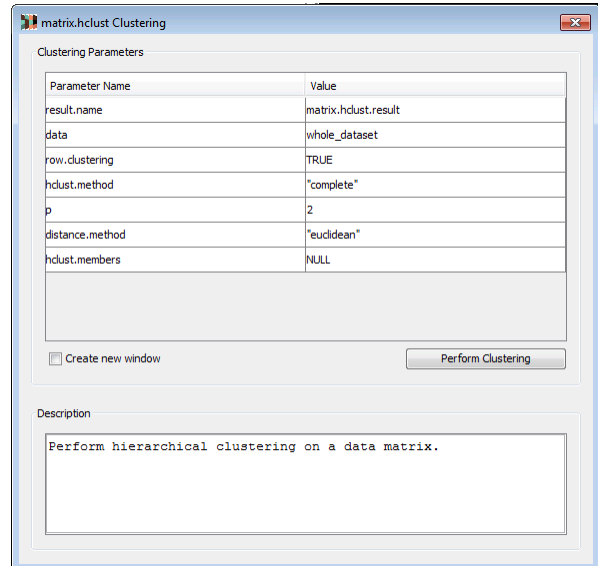 matrix.hclust Clustering
Clustering Parameters
Parameter Name Value
result.name matrix.hclust.result
data whole_dataset
row.clustering TRUE
hclust.method "complete"
p 2
distance.method "euclidean"
hclust.members NULL
Create new window Perform Clustering
Description
Perform hierarchical clustering on a data matrix.